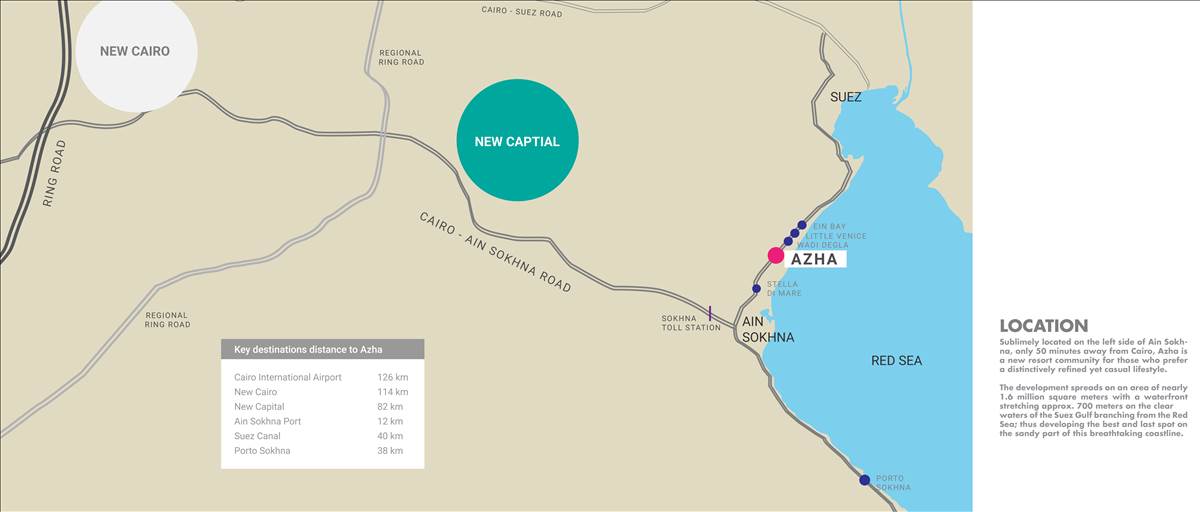 CAIRO - SUEZ ROAD
NEW CAIRO
REGIONAL
RING ROAD
SUEZ
NEW CAPTIAL
RING ROAD
CAIRO - AIN SOKHNA ROAD
EIN BAY
LITTLE VENICE
WADI DEGLA
AZHA
STELLA
DI MARE
REGIONAL
RING ROAD
SOKHNA
TOLL STATION
AIN
SOKHNA
RED SEA
Key destinations distance to Azha
Cairo International Airport 126 km
New Cairo 114 km
New Capital 82 km
Ain Sokhna Port 12 km
Suez Canal 40 km
Porto Sokhna 38 km
PORTO
SOKHNA
LOCATION
Sublimely located on the left side of Ain Sokh-
na, only 50 minutes away from Cairo, Azha is
a new resort community for those who prefer
a distinctively refined yet casual lifestyle.
The development spreads on an area of nearly
1.6 million square meters with a waterfront
stretching approx. 700 meters on the clear
waters of the Suez Gulf branching from the Red
Sea; thus developing the best and last spot on
the sandy part of this breathtaking coastline.